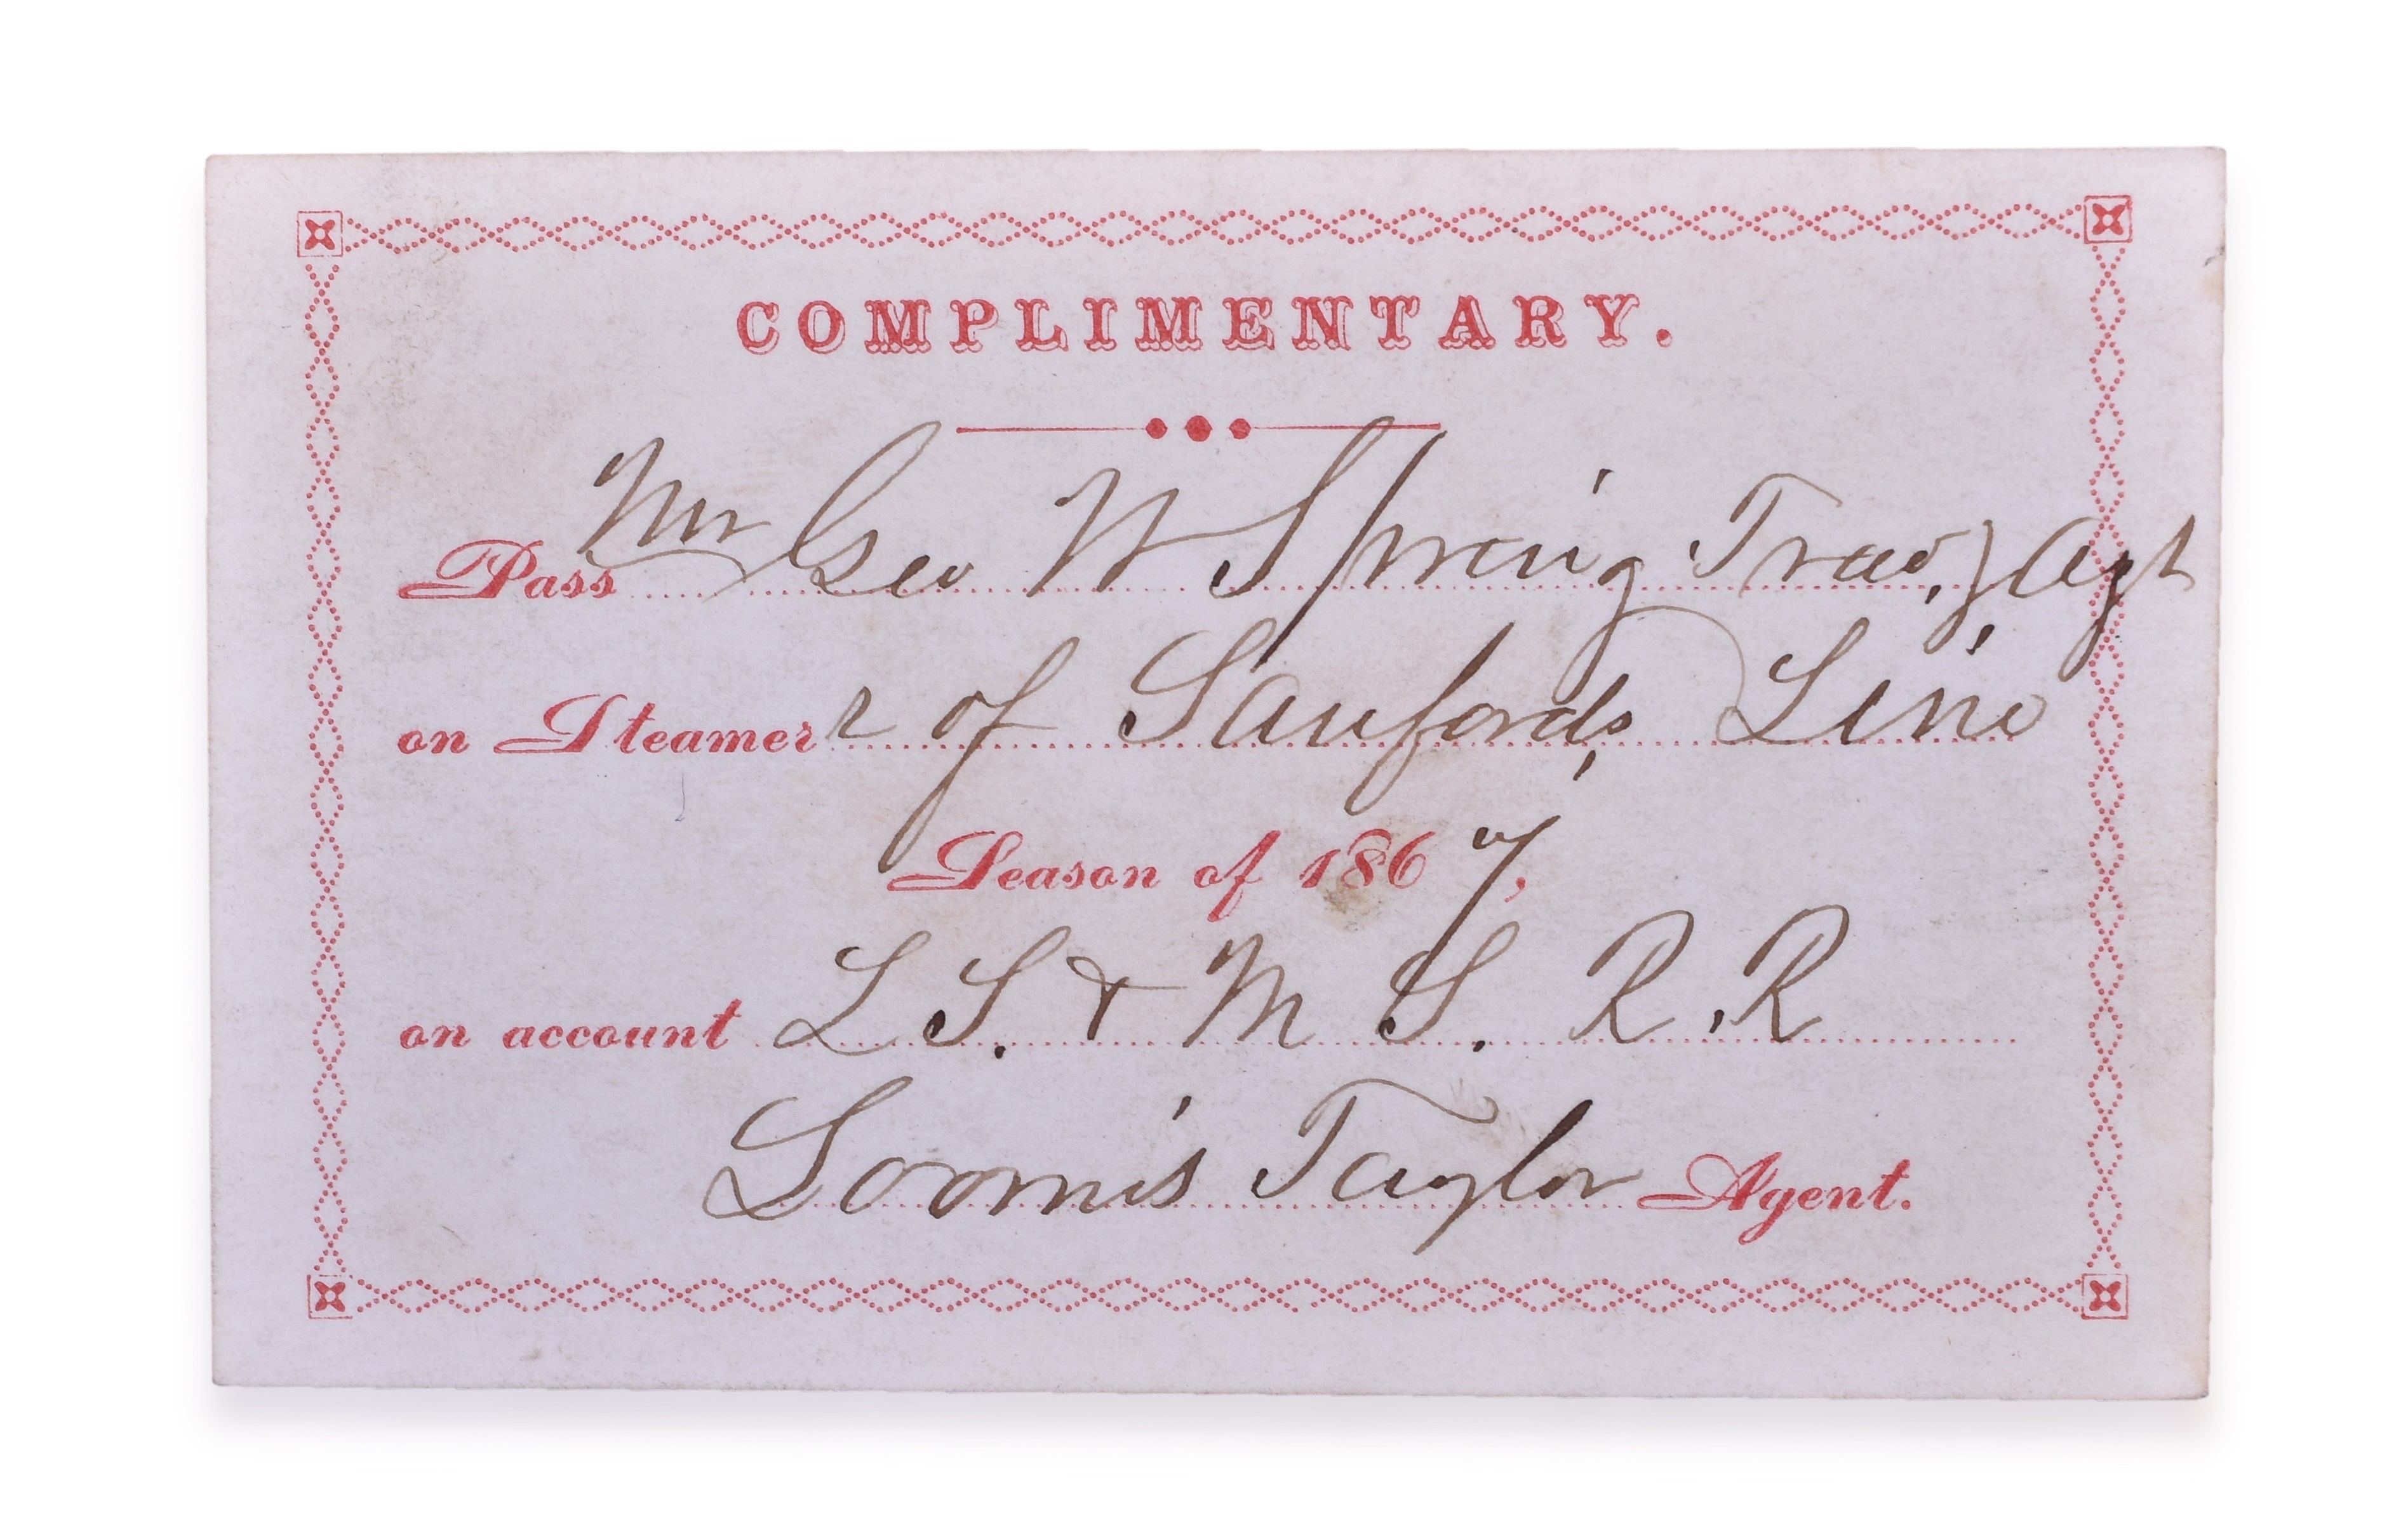 COMPLIMENTARY.
Pass Mr Geo W Spring Trav,g Agt
on Steamers of Sanford's Line
Season of 1867.
on account L S. & M S. R.R
Loomis Taylor Agent.